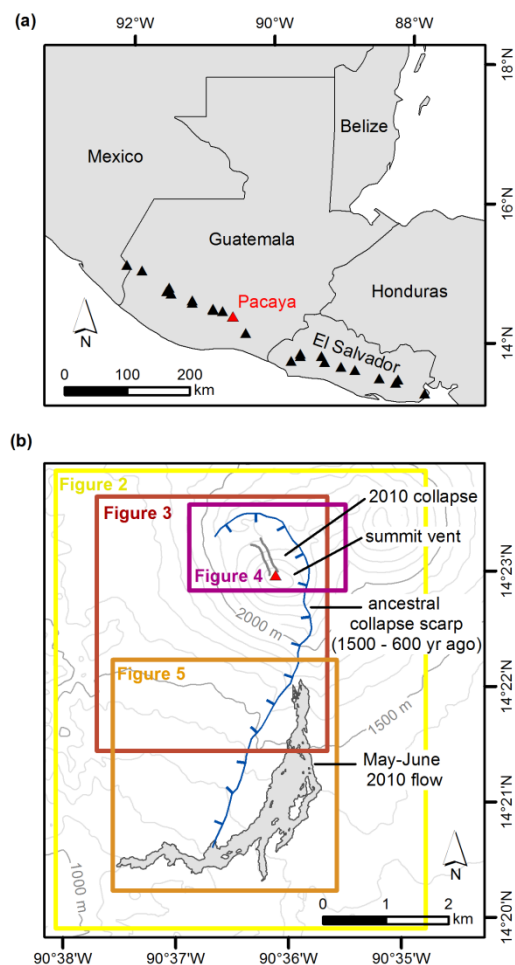 (a)
92°W
90°W
88°W
18°N
Belize
Mexico
16°N
Guatemala
Pacaya
Honduras
El Salvador
14°N
N
0 100 200
km
(b)
Figure 2
Figure 3
2010 collapse
summit vent
Figure 4
14°23'N
ancestral
collapse scarp
(1500 - 600 yr ago)
2000 m
Figure 5
14°22'N
1500 m
May-June
2010 flow
14°21'N
N
1000 m
0 1 2
km
14°20'N
90°38'W 90°37'W 90°36'W 90°35'W